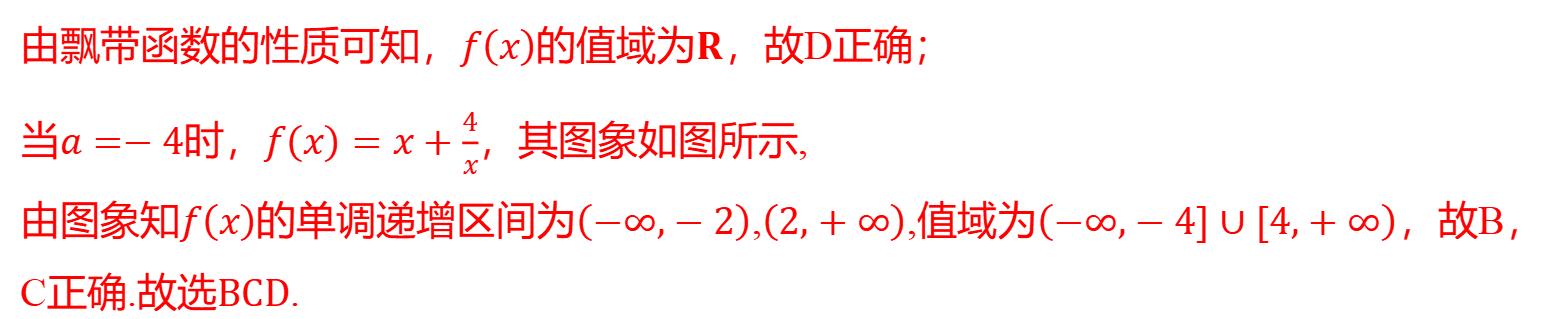 由飘带函数的性质可知，f(x)的值域为R，故D正确；
当a =− 4时，f(x) = x + 4/x，其图象如图所示,
由图象知f(x)的单调递增区间为(−∞, − 2),(2, + ∞),值域为(−∞, − 4] ∪ [4, + ∞)，故B，
C正确.故选BCD.